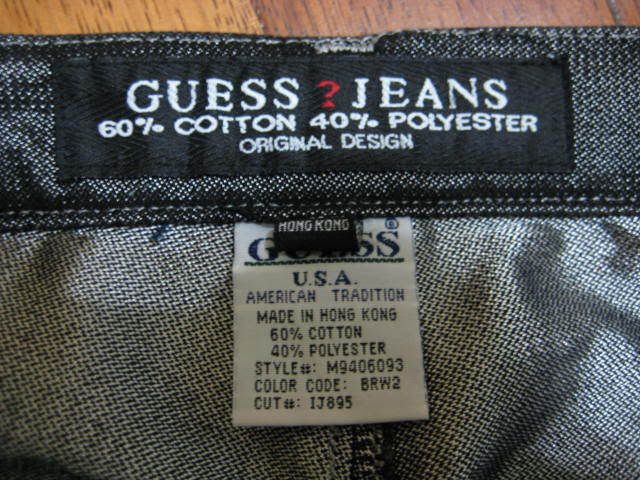 GUESS ? JEANS
60% COTTON 40% POLYESTER
ORIGINAL DESIGN
HONG KONG
GUESS ®
U.S.A.
AMERICAN TRADITION
MADE IN HONG KONG
60% COTTON
40% POLYESTER
STYLE#: M9406093
COLOR CODE: BRW2
CUT#: IJ895